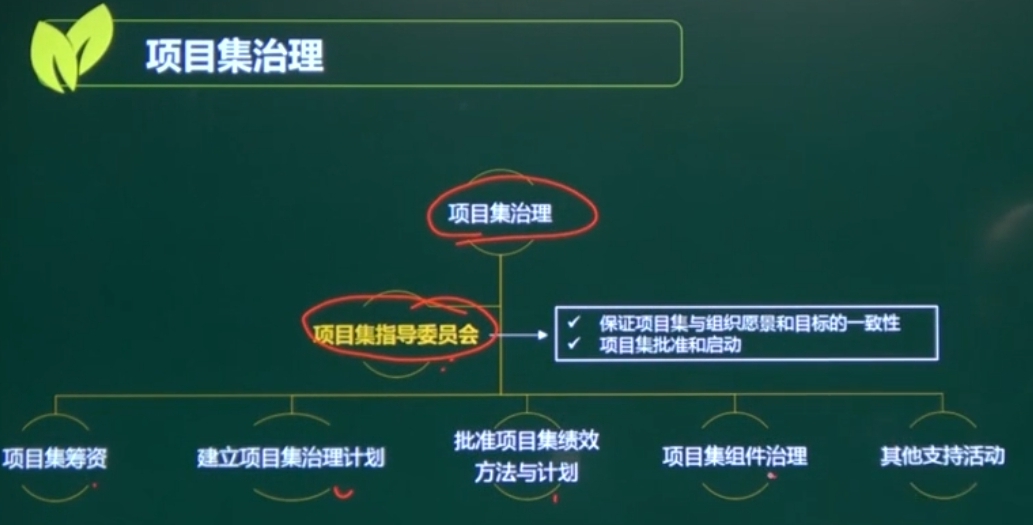 项目集治理
项目集治理
项目集指导委员会
✓ 保证项目集与组织愿景和目标的一致性
✓ 项目集批准和启动
项目集筹资
建立项目集治理计划
批准项目集绩效
方法与计划
项目集组件治理
其他支持活动